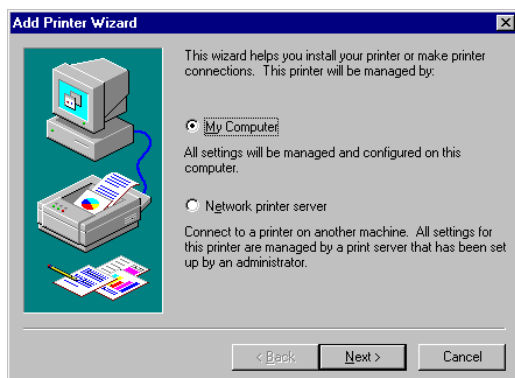 Add Printer Wizard
This wizard helps you install your printer or make printer
connections. This printer will be managed by:
My Computer
All settings will be managed and configured on this
computer.
Network printer server
Connect to a printer on another machine. All settings for
this printer are managed by a print server that has been set
up by an administrator.
< Back
Next >
Cancel